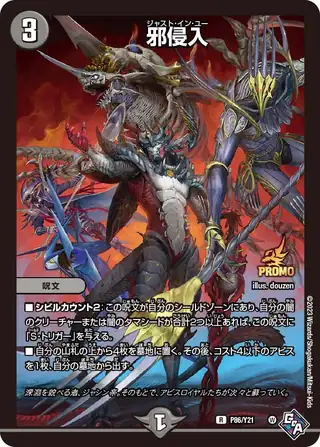 3
ジャスト・イン・ユー
邪侵入
PROMO
illus. douzen
呪文
■シビルカウント2：この呪文が自分のシールドゾーンにあり、自分の闇
のクリーチャーまたは闇のタマシードが合計2つ以上あれば、この呪文に
「S・トリガー」を与える。
■自分の山札の上から4枚を墓地に置く。その後、コスト4以下のアビス
を1枚、自分の墓地から出す。
深淵を統べる者、ジャシン帝。そのもとで、アビスロイヤルたちが次々と蘇っていく。
R P86/Y21 W
©2023 Wizards/Shogakukan/Mitsui-Kids